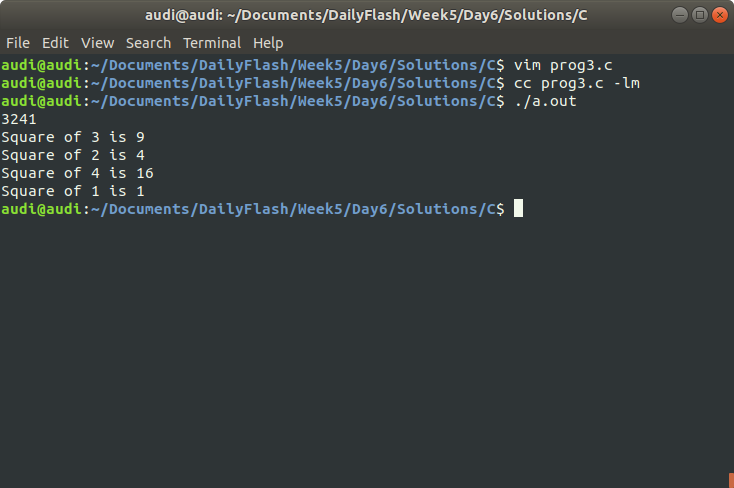 audi@audi: ~/Documents/DailyFlash/Week5/Day6/Solutions/C
File Edit View Search Terminal Help
audi@audi:~/Documents/DailyFlash/Week5/Day6/Solutions/C$ vim prog3.c
audi@audi:~/Documents/DailyFlash/Week5/Day6/Solutions/C$ cc prog3.c -lm
audi@audi:~/Documents/DailyFlash/Week5/Day6/Solutions/C$ ./a.out
3241
Square of 3 is 9
Square of 2 is 4
Square of 4 is 16
Square of 1 is 1
audi@audi:~/Documents/DailyFlash/Week5/Day6/Solutions/C$